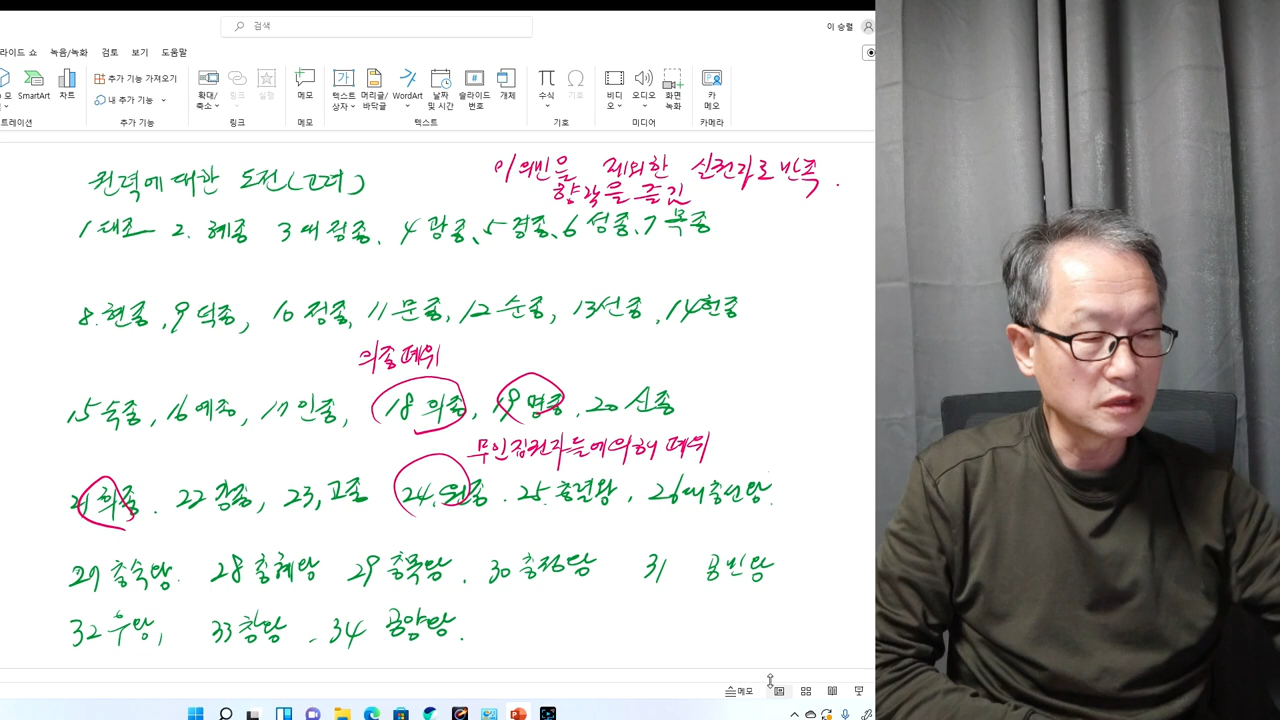 검색
이 승렬
라이드 쇼 녹음/녹화 검토 보기 도움말
추가 기능 가져오기
내 추가 기능
SmartArt 차트
확대/축소 링크 실행 메모
텍스트 상자 머리글/바닥글 WordArt 날짜 및 시간 슬라이드 번호 개체
수식 기호 비디오 오디오 화면 녹화 카메오
트레이션 추가 기능 링크 메모 텍스트 기호 미디어 카메라
이의민을 제외한 실권자로 만족.
향락을 즐긴
권력에 대한 도전(고려)
1 태조 2. 혜종 3대 정종, 4 광종, 5 경종, 6 성종, 7 목종
8. 현종, 9 덕종, 10 정종, 11 문종, 12 순종, 13 선종, 14 헌종
의종 폐위
15 숙종, 16 예종, 17 인종, 18 의종, 19 명종, 20 신종
무인집권자들에 의해 폐위
21 희종. 22 강종, 23, 고종 24. 원종. 25. 충렬왕, 26대 충선왕.
27 충숙왕. 28 충혜왕 29 충목왕. 30 충정왕 31 공민왕
32 우왕, 33 창왕. 34 공양왕.
메모